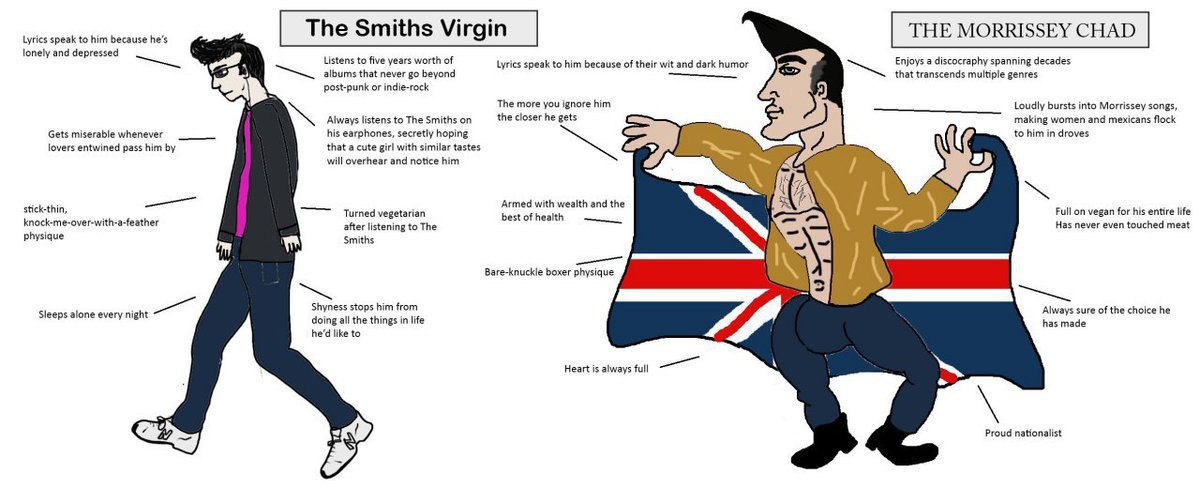 The Smiths Virgin
Lyrics speak to him because he's
lonely and depressed
Listens to five years worth of
albums that never go beyond
post-punk or indie-rock
Always listens to The Smiths on
his earphones, secretly hoping
that a cute girl with similar tastes
will overhear and notice him
Gets miserable whenever
lovers entwined pass him by
stick-thin,
knock-me-over-with-a-feather
physique
Turned vegetarian
after listening to The
Smiths
Sleeps alone every night
Shyness stops him from
doing all the things in life
he'd like to
THE MORRISSEY CHAD
Lyrics speak to him because of their wit and dark humor
Enjoys a discocraphy spanning decades
that transcends multiple genres
The more you ignore him
the closer he gets
Loudly bursts into Morrissey songs,
making women and mexicans flock
to him in droves
Armed with wealth and the
best of health
Full on vegan for his entire life
Has never even touched meat
Bare-knuckle boxer physique
Always sure of the choice he
has made
Heart is always full
Proud nationalist